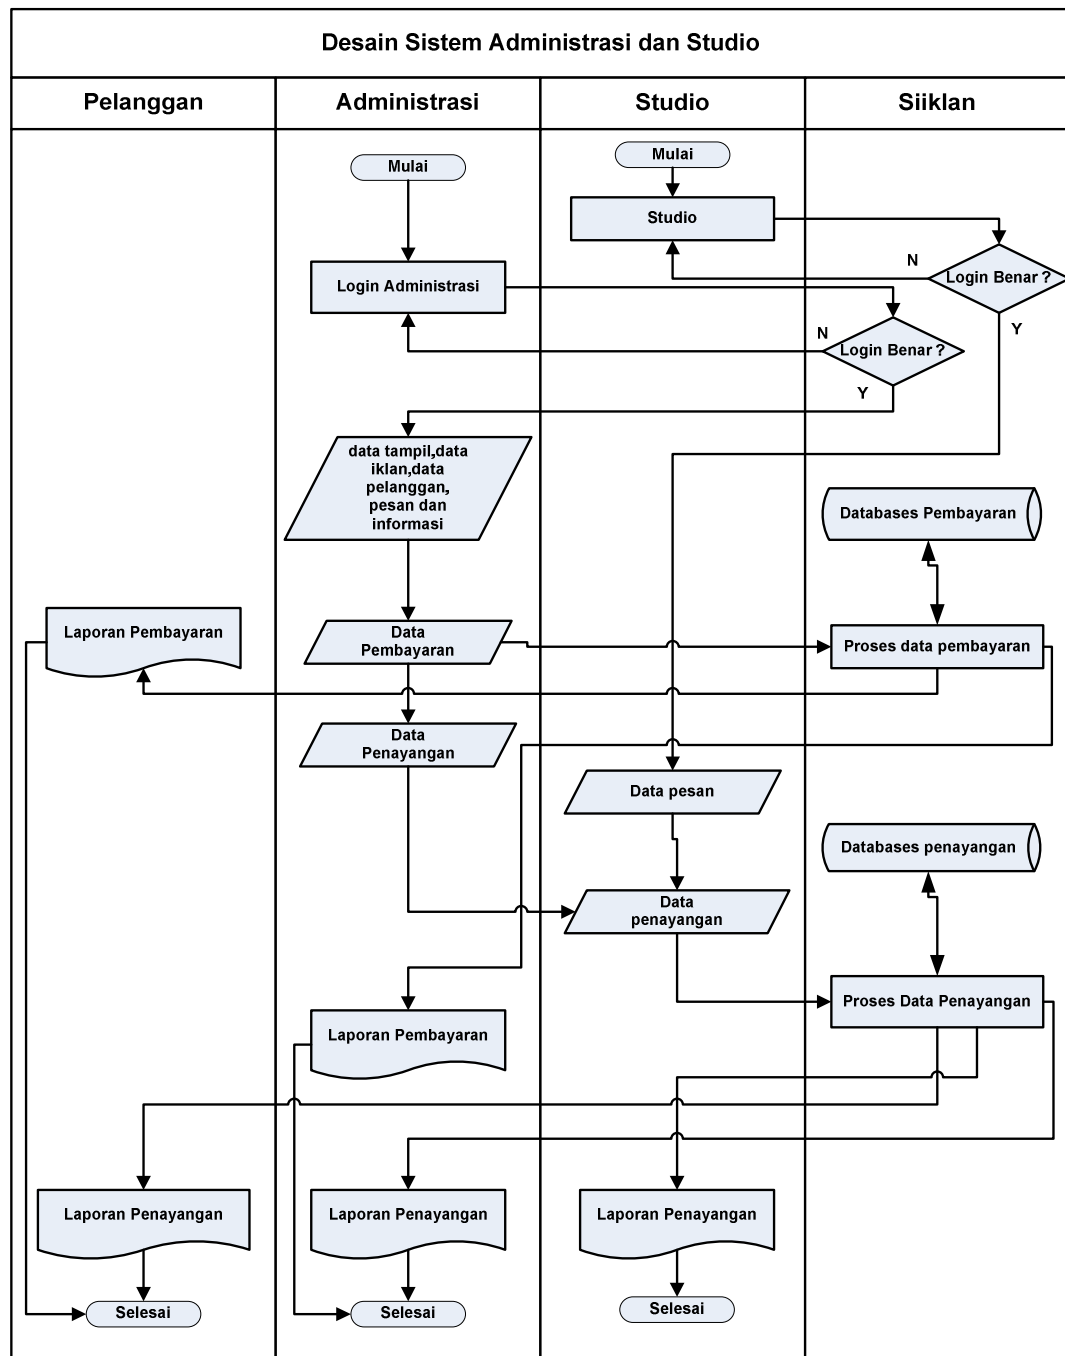 Desain Sistem Administrasi dan Studio
Pelanggan
Administrasi
Studio
Siiklan
Mulai
Mulai
Studio
Login Administrasi
N
Login Benar ?
Y
N
Login Benar ?
Y
data tampil,data
iklan,data
pelanggan,
pesan dan
informasi
Databases Pembayaran
Laporan Pembayaran
Data
Pembayaran
Proses data pembayaran
Data
Penayangan
Data pesan
Databases penayangan
Data
penayangan
Proses Data Penayangan
Laporan Pembayaran
Laporan Penayangan
Laporan Penayangan
Laporan Penayangan
Selesai
Selesai
Selesai